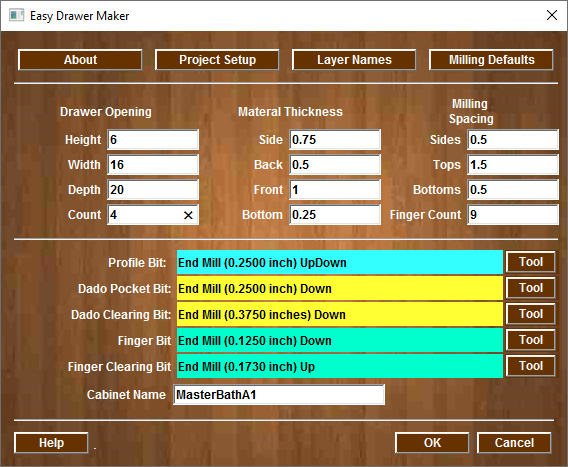 Easy Drawer Maker
About Project Setup Layer Names Milling Defaults
Drawer Opening Materal Thickness Milling
Spacing
Height 6 Side 0.75 Sides 0.5
Width 16 Back 0.5 Tops 1.5
Depth 20 Front 1 Bottoms 0.5
Count 4 Bottom 0.25 Finger Count 9
Profile Bit: End Mill (0.2500 inch) UpDown Tool
Dado Pocket Bit: End Mill (0.2500 inch) Down Tool
Dado Clearing Bit: End Mill (0.3750 inches) Down Tool
Finger Bit End Mill (0.1250 inch) Down Tool
Finger Clearing Bit End Mill (0.1730 inch) Up Tool
Cabinet Name MasterBathA1
Help . OK Cancel